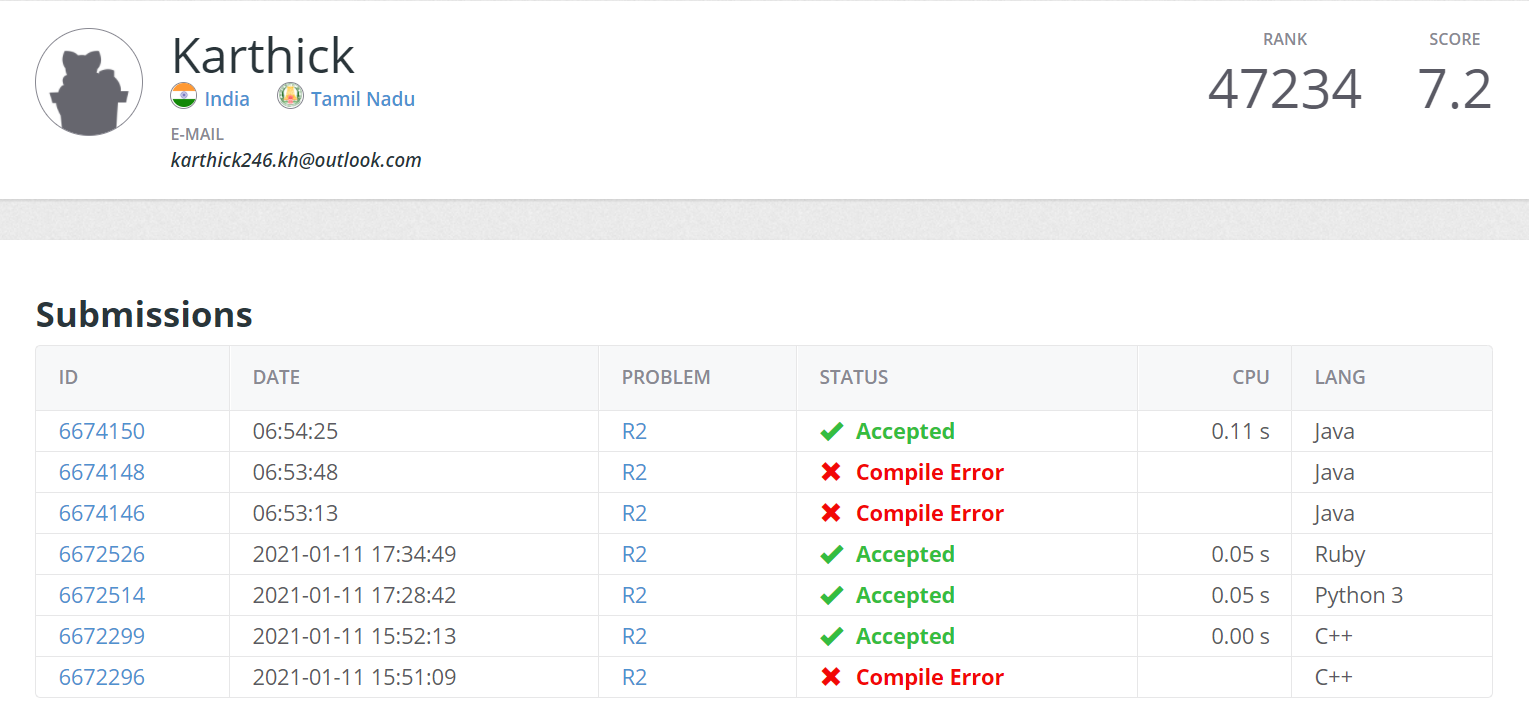 Karthick
India Tamil Nadu
E-MAIL
karthick246.kh@outlook.com
RANK SCORE
47234 7.2
Submissions
ID DATE PROBLEM STATUS CPU LANG
6674150 06:54:25 R2 Accepted 0.11 s Java
6674148 06:53:48 R2 Compile Error Java
6674146 06:53:13 R2 Compile Error Java
6672526 2021-01-11 17:34:49 R2 Accepted 0.05 s Ruby
6672514 2021-01-11 17:28:42 R2 Accepted 0.05 s Python 3
6672299 2021-01-11 15:52:13 R2 Accepted 0.00 s C++
6672296 2021-01-11 15:51:09 R2 Compile Error C++